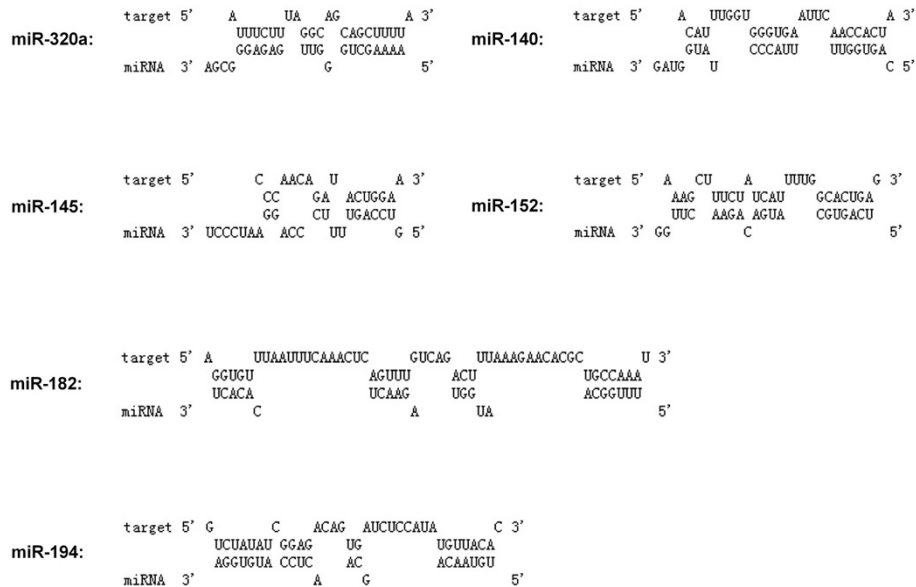 target 5' A UA AG A 3'
miR-320a: UUUCUU GGC CAGCUUUU
GGAGAG UUG GUCGAAAA
miRNA 3' AGCG G 5'
target 5' A UUGGU AUUC A 3'
miR-140: CAU GGGUGA AACCACU
GUA CCCAUU UUGGUGA
miRNA 3' GAUG U C 5'
target 5' C AACA U A 3'
miR-145: CC GA ACUGGA
GG CU UGACCU
miRNA 3' UCCCUAA ACC UU G 5'
target 5' A CU A UUUG G 3'
miR-152: AAG UUCU UCAU GCACUGA
UUC AAGA AGUA CGUGACU
miRNA 3' GG C 5'
target 5' A UUAAUUUCAAACUC GUCAG UUAAAGAACACGC U 3'
miR-182: GGUGU AGUUU ACU UGCCAAA
UCACA UCAAG UGG ACGGUUU
miRNA 3' C A UA 5'
target 5' G C ACAG AUCUCCAUA C 3'
miR-194: UCUAUAU GGAG UG UGUUACA
AGGUGUA CCUC AC ACAAUGU
miRNA 3' A G 5'